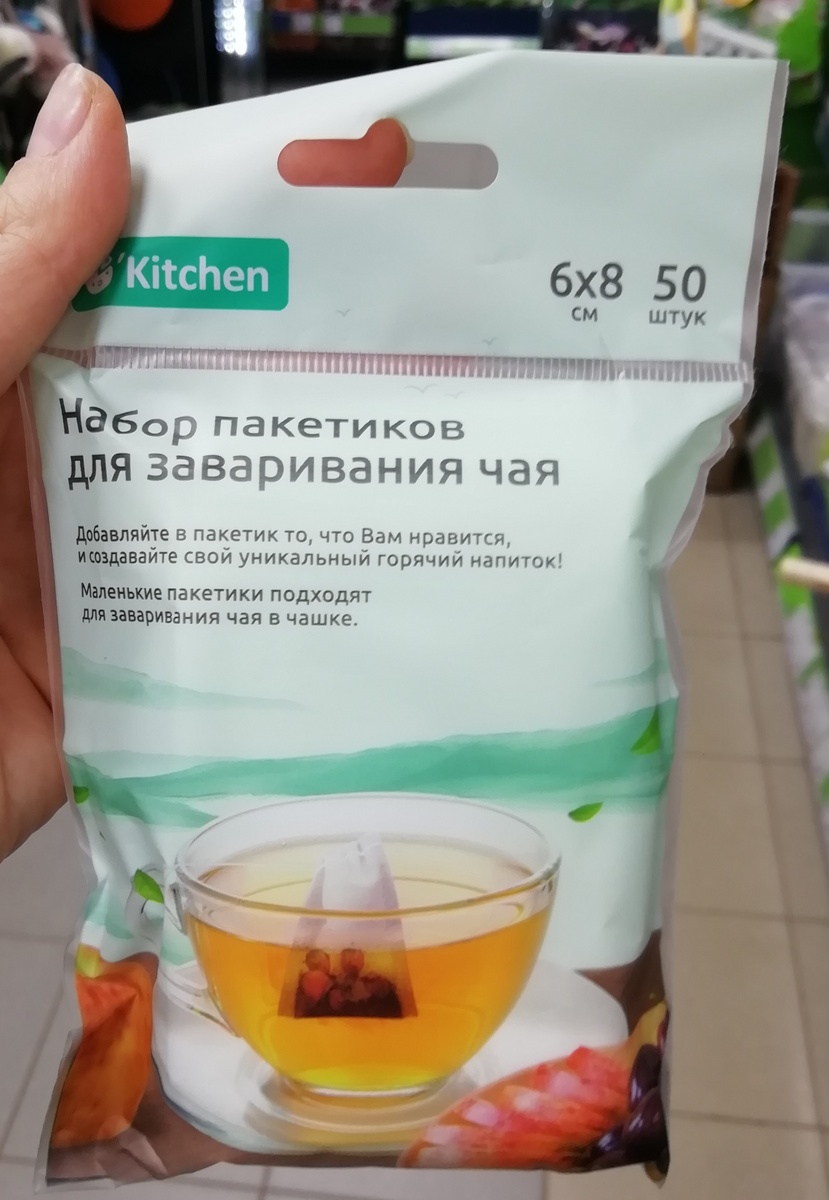 'Kitchen
6x8 50
см штук
Набор пакетиков
для заваривания чая
Добавляйте в пакетик то, что Вам нравится,
и создавайте свой уникальный горячий напиток!
Маленькие пакетики подходят
для заваривания чая в чашке.